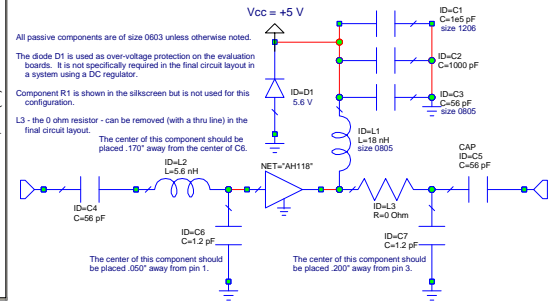 Vcc = +5 V
All passive components are of size 0603 unless otherwise noted.
The diode D1 is used as over-voltage protection on the evaluation
boards. It is not specifically required in the final circuit layout in
a system using a DC regulator.
Component R1 is shown in the silkscreen but is not used for this
configuration.
L3 - the 0 ohm resistor - can be removed (with a thru line) in the
final circuit layout.
The center of this component should be
placed .170" away from the center of C6.
ID=C1
C=1e5 pF
size 1206
ID=C2
C=1000 pF
ID=C3
C=56 pF
size 0805
ID=D1
5.6 V
ID=L1
L=18 nH
size 0805
ID=L2
L=5.6 nH
NET="AH118"
CAP
ID=C5
C=56 pF
ID=C4
C=56 pF
ID=L3
R=0 Ohm
ID=C6
C=1.2 pF
ID=C7
C=1.2 pF
The center of this component should
be placed .050" away from pin 1.
The center of this component should
be placed .200" away from pin 3.